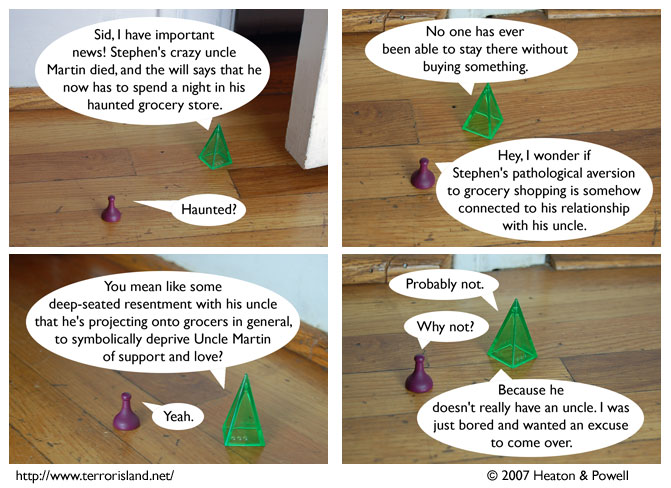 Sid, I have important
news! Stephen's crazy uncle
Martin died, and the will says that he
now has to spend a night in his
haunted grocery store.
Haunted?
No one has ever
been able to stay there without
buying something.
Hey, I wonder if
Stephen's pathological aversion
to grocery shopping is somehow
connected to his relationship
with his uncle.
You mean like some
deep-seated resentment with his uncle
that he's projecting onto grocers in general,
to symbolically deprive Uncle Martin
of support and love?
Yeah.
Probably not.
Why not?
Because he
doesn't really have an uncle. I was
just bored and wanted an excuse
to come over.
http://www.terrorisland.net/
© 2007 Heaton & Powell